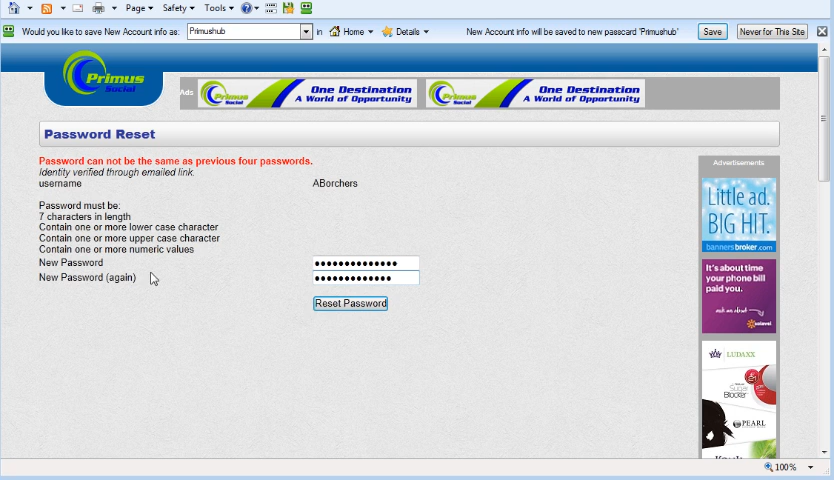 Page Safety Tools
Would you like to save New Account info as: Primushub in Home Details New Account info will be saved to new passcard 'Primushub' Save Never for This Site
Primus
Social
Ads
One Destination
A World of Opportunity
One Destination
A World of Opportunity
Password Reset
Password can not be the same as previous four passwords.
Identity verified through emailed link.
username ABorchers
Password must be:
7 characters in length
Contain one or more lower case character
Contain one or more upper case character
Contain one or more numeric values
New Password ••••••••••••••
New Password (again) •••••••••••••
Reset Password
Advertisements
Little ad.
BIG HIT.
bannersbroker.com
It's about time
your phone bill
paid you.
LUDAXX
Sugar
Blocker
PEARL
100%